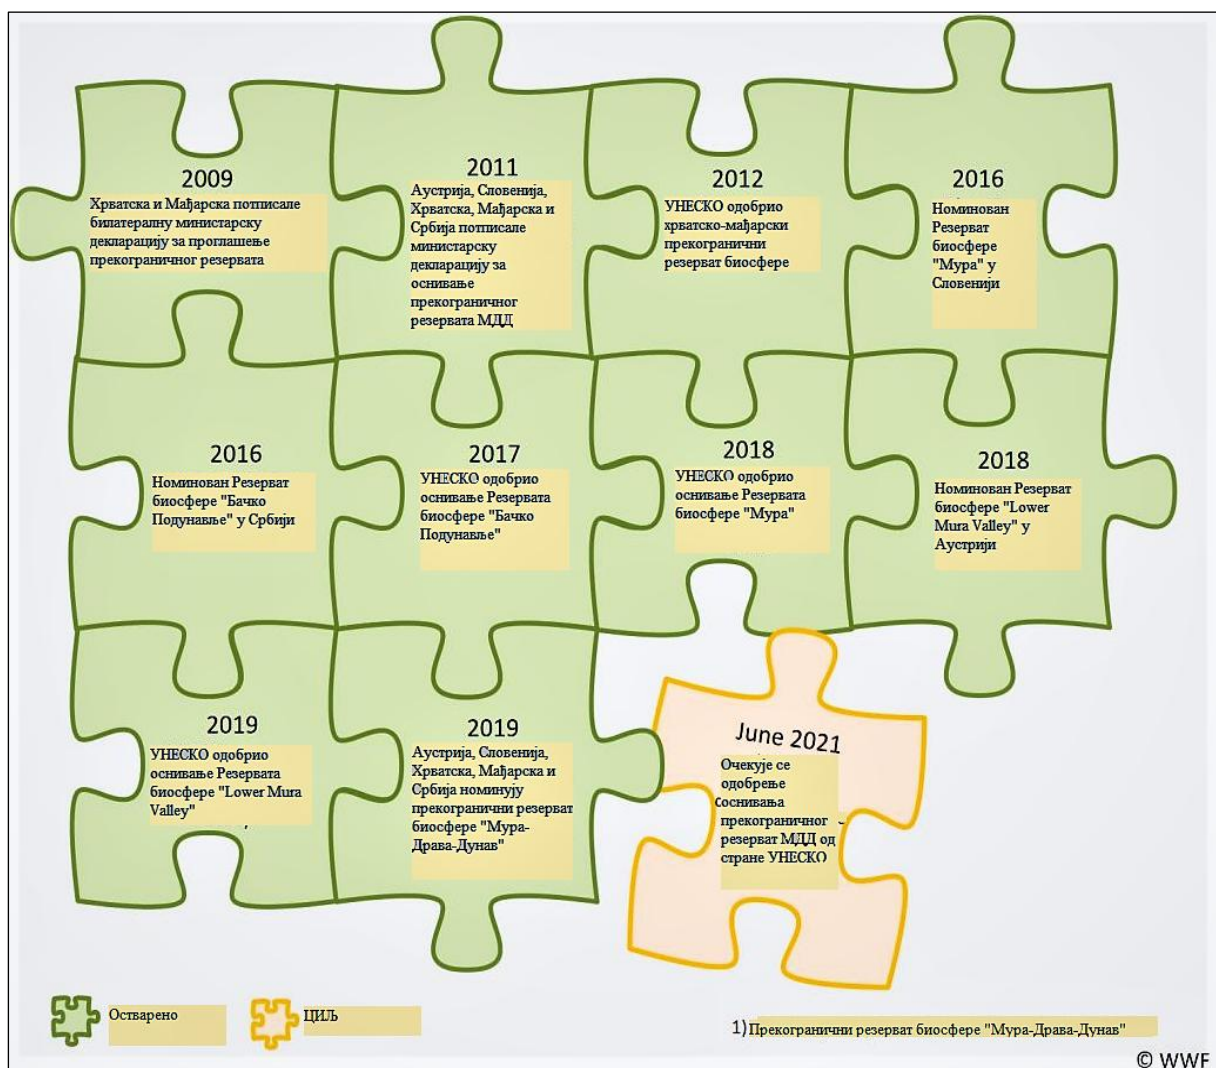 2009
Хрватска и Мађарска потписале
билатералну министарску
декларацију за проглашење
прекограничног резервата
2011
Аустрија, Словенија,
Хрватска, Мађарска и
Србија потписале
министарску
декларацију за
оснивање
прекограничног
резервата МДД
2012
УНЕСКО одобрио
хрватско-мађарски
прекогранични
резерват биосфере
2016
Номинован
Резерват
биосфере
"Мура" у
Словенији
2016
Номинован Резерват
биосфере "Бачко
Подунавље" у Србији
2017
УНЕСКО одобрио
оснивање Резервата
биосфере "Бачко
Подунавље"
2018
УНЕСКО одобрио
оснивање Резервата
биосфере "Мура"
2018
Номинован Резерват
биосфере "Lower
Mura Valley" у
Аустрији
2019
УНЕСКО одобрио
оснивање Резервата
биосфере "Lower Mura
Valley"
2019
Аустрија, Словенија,
Хрватска, Мађарска и
Србија номинују
прекогранични резерват
биосфере "Мура-
Драва-Дунав"
June 2021
Очекује се
одобрење
оснивања
прекограничног
резерват МДД од
стране УНЕСКО
Остварено
ЦИЉ
1) Прекогранични резерват биосфере "Мура-Драва-Дунав"
© WWF